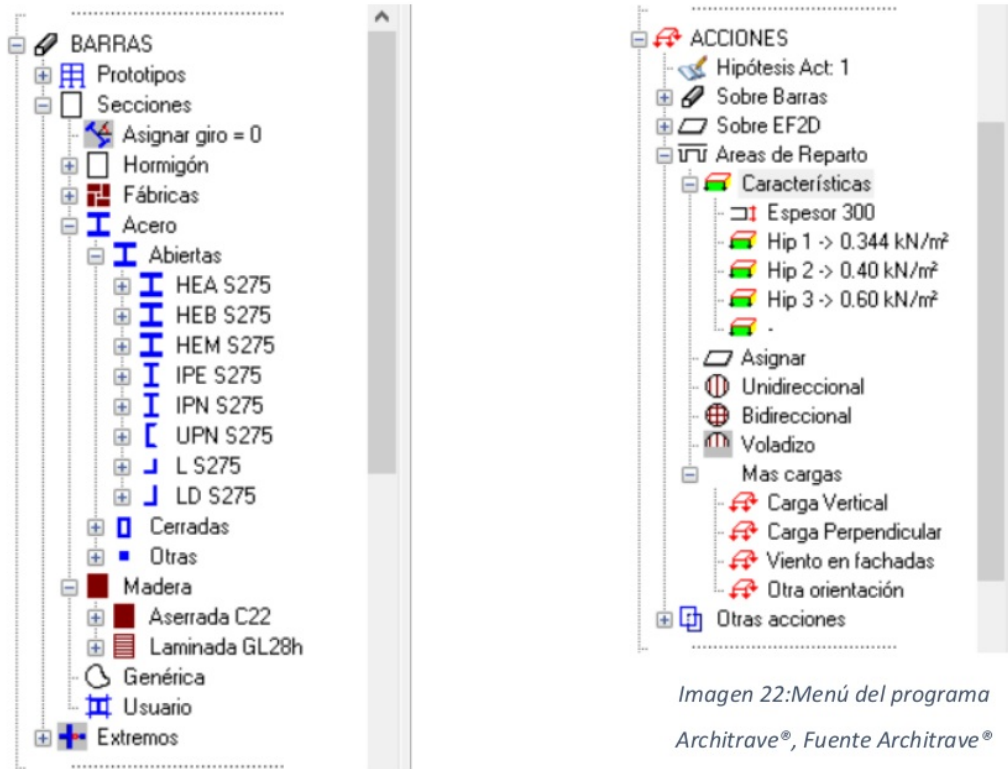 BARRAS
Prototipos
Secciones
Asignar giro = 0
Hormigón
Fábricas
Acero
Abiertas
HEA S275
HEB S275
HEM S275
IPE S275
IPN S275
UPN S275
L S275
LD S275
Cerradas
Otras
Madera
Aserrada C22
Laminada GL28h
Genérica
Usuario
Extremos
ACCIONES
Hipótesis Act: 1
Sobre Barras
Sobre EF2D
Areas de Reparto
Características
Espesor 300
Hip 1 -> 0.344 kN/m²
Hip 2 -> 0.40 kN/m²
Hip 3 -> 0.60 kN/m²
-
Asignar
Unidireccional
Bidireccional
Voladizo
Mas cargas
Carga Vertical
Carga Perpendicular
Viento en fachadas
Otra orientación
Otras acciones
Imagen 22:Menú del programa
Architrave®, Fuente Architrave®